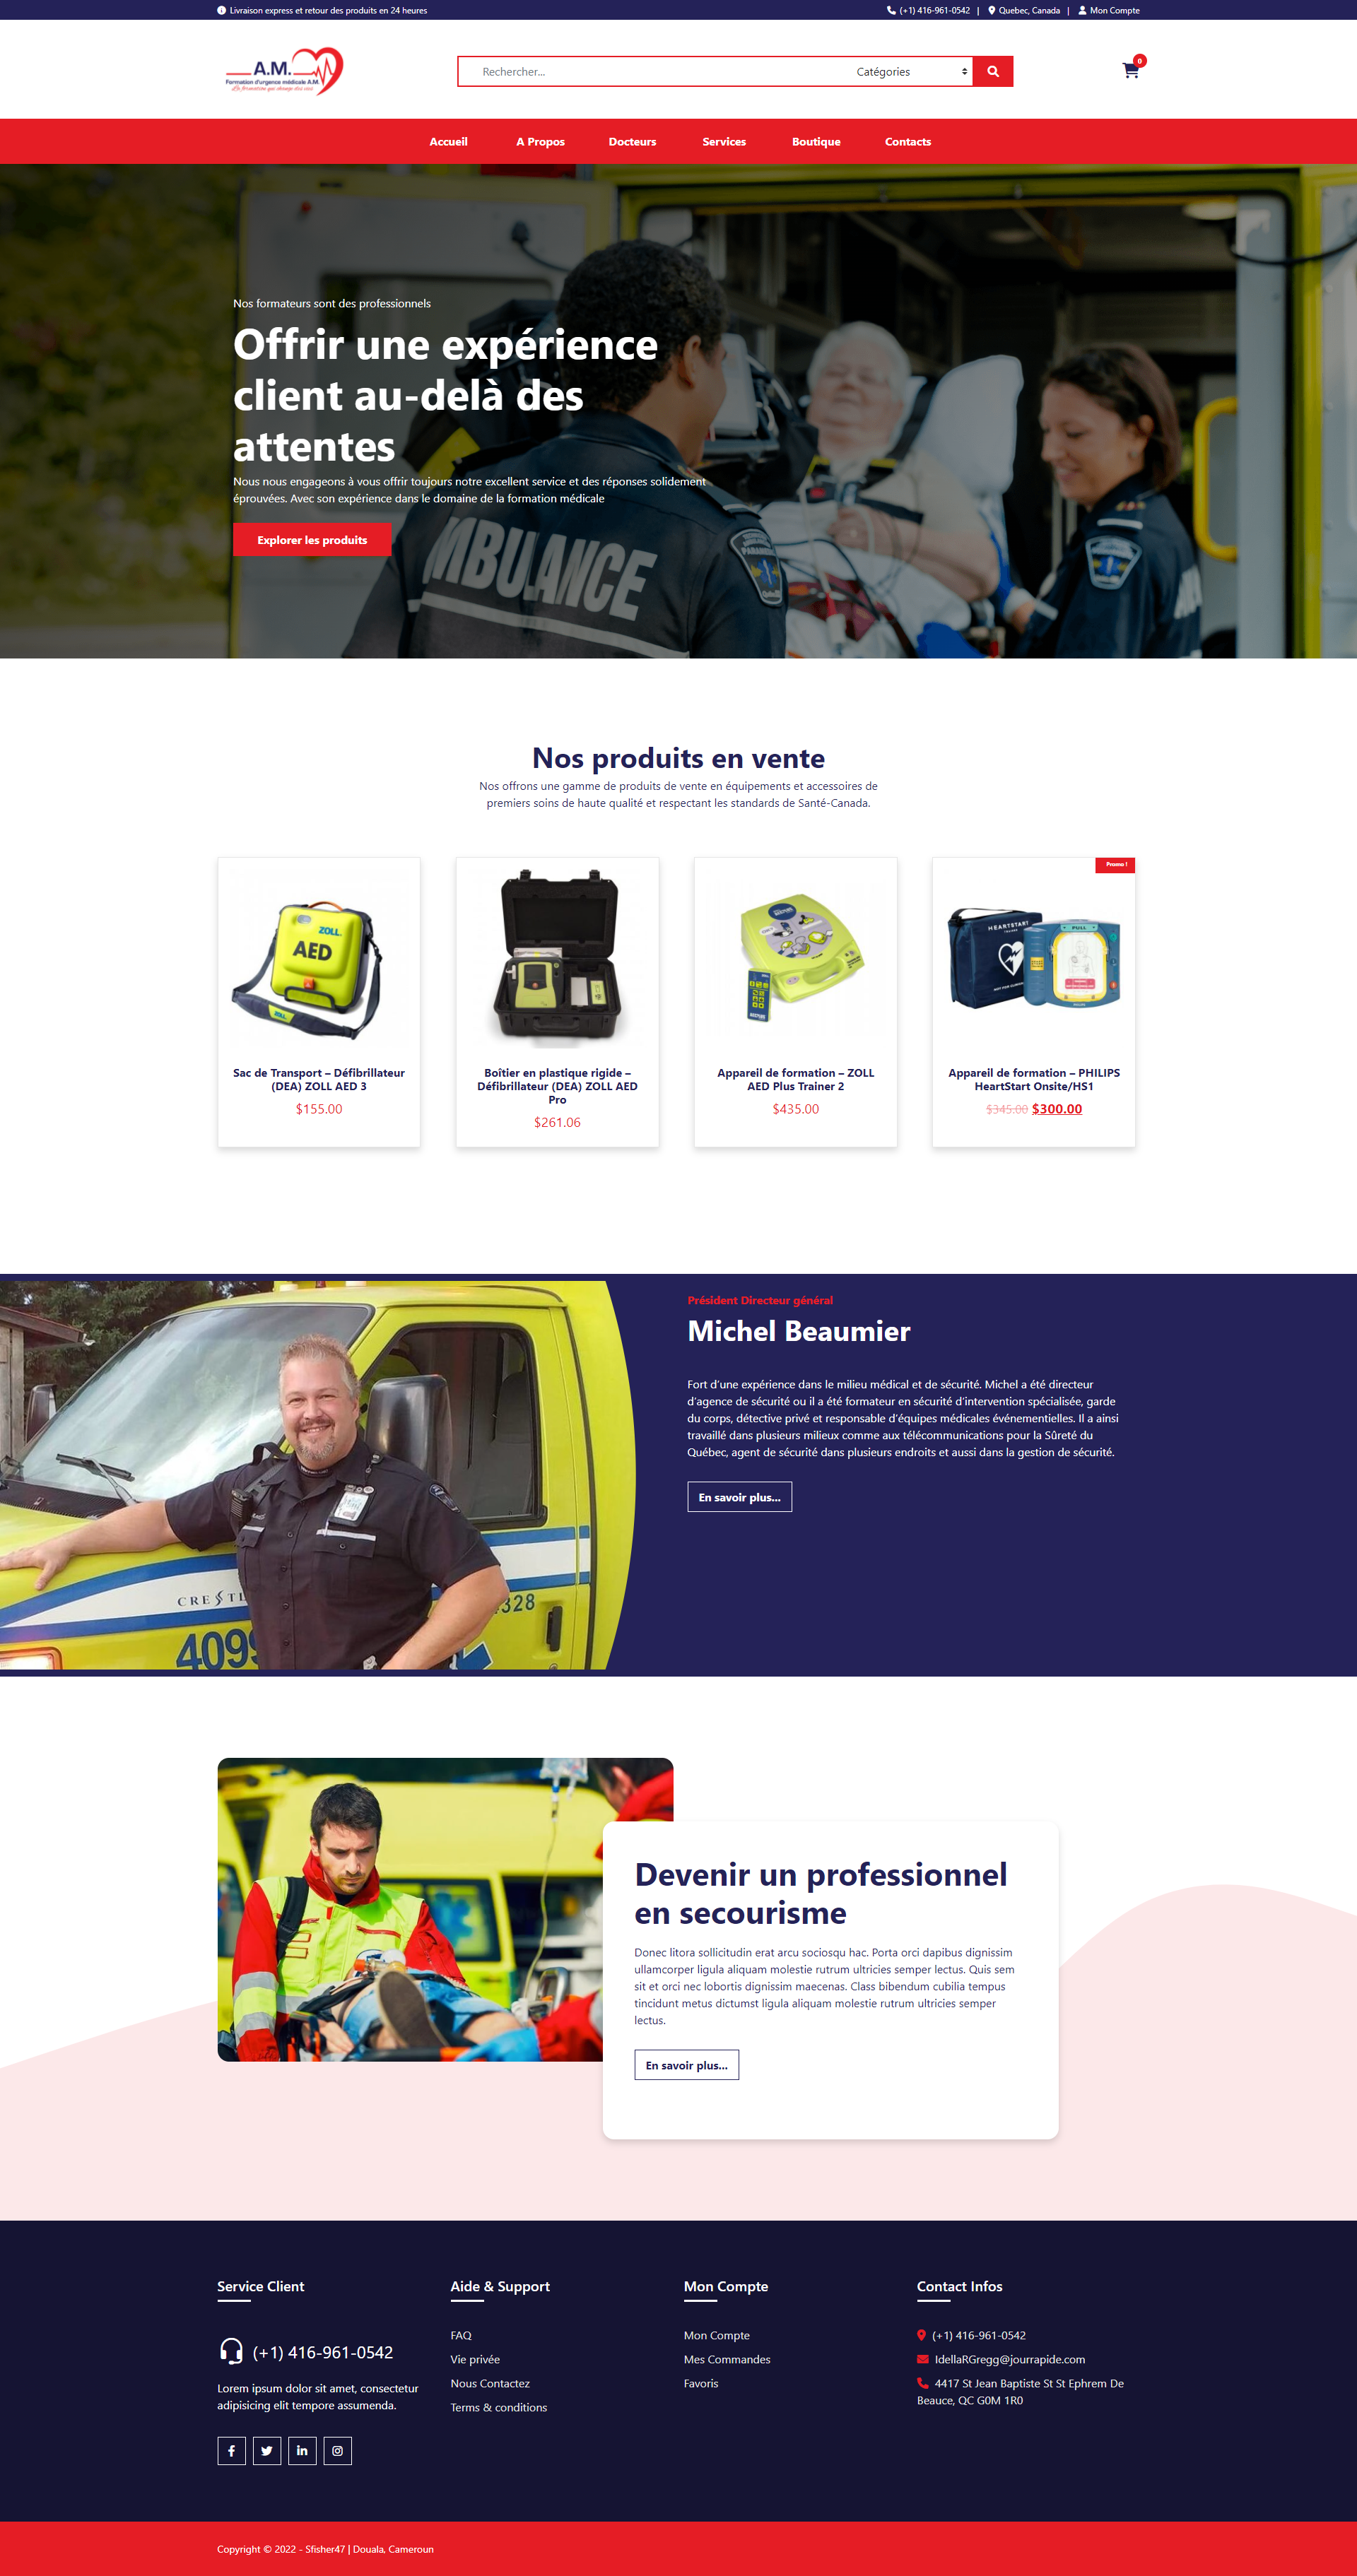 Livraison express et retour des produits en 24 heures
(+1) 416-961-0542 | Quebec, Canada | Mon Compte
A.M.
Formation d'urgence médicale A.M.
La formation qui change des vies
Rechercher...
Catégories
0
Accueil
A Propos
Docteurs
Services
Boutique
Contacts
Nos formateurs sont des professionnels
Offrir une expérience
client au-delà des
attentes
Nous nous engageons à vous offrir toujours notre excellent service et des réponses solidement
éprouvées. Avec son expérience dans le domaine de la formation médicale
Explorer les produits
MBULANCE
Nos produits en vente
Nos offrons une gamme de produits de vente en équipements et accessoires de
premiers soins de haute qualité et respectant les standards de Santé-Canada.
ZOLL
AED
ZOLL
Sac de Transport – Défibrillateur
(DEA) ZOLL AED 3
$155.00
Boîtier en plastique rigide –
Défibrillateur (DEA) ZOLL AED
Pro
$261.06
Appareil de formation – ZOLL
AED Plus Trainer 2
$435.00
Promo !
HEARTSTART
PULL
Appareil de formation – PHILIPS
HeartStart Onsite/HS1
$345.00 $300.00
CRESTL
409
328
Président Directeur général
Michel Beaumier
Fort d'une expérience dans le milieu médical et de sécurité. Michel a été directeur
d'agence de sécurité ou il a été formateur en sécurité d'intervention spécialisée, garde
du corps, détective privé et responsable d'équipes médicales événementielles. Il a ainsi
travaillé dans plusieurs milieux comme aux télécommunications pour la Sûreté du
Québec, agent de sécurité dans plusieurs endroits et aussi dans la gestion de sécurité.
En savoir plus...
Devenir un professionnel
en secourisme
Donec litora sollicitudin erat arcu sociosqu hac. Porta orci dapibus dignissim
ullamcorper ligula aliquam molestie rutrum ultricies semper lectus. Quis sem
sit et orci nec lobortis dignissim maecenas. Class bibendum cubilia tempus
tincidunt metus dictumst ligula aliquam molestie rutrum ultricies semper
lectus.
En savoir plus...
Service Client
(+1) 416-961-0542
Lorem ipsum dolor sit amet, consectetur
adipisicing elit tempore assumenda.
Aide & Support
FAQ
Vie privée
Nous Contactez
Terms & conditions
Mon Compte
Mon Compte
Mes Commandes
Favoris
Contact Infos
(+1) 416-961-0542
IdellaRGregg@jourrapide.com
4417 St Jean Baptiste St St Ephrem De
Beauce, QC G0M 1R0
Copyright © 2022 - Sfisher47 | Douala, Cameroun